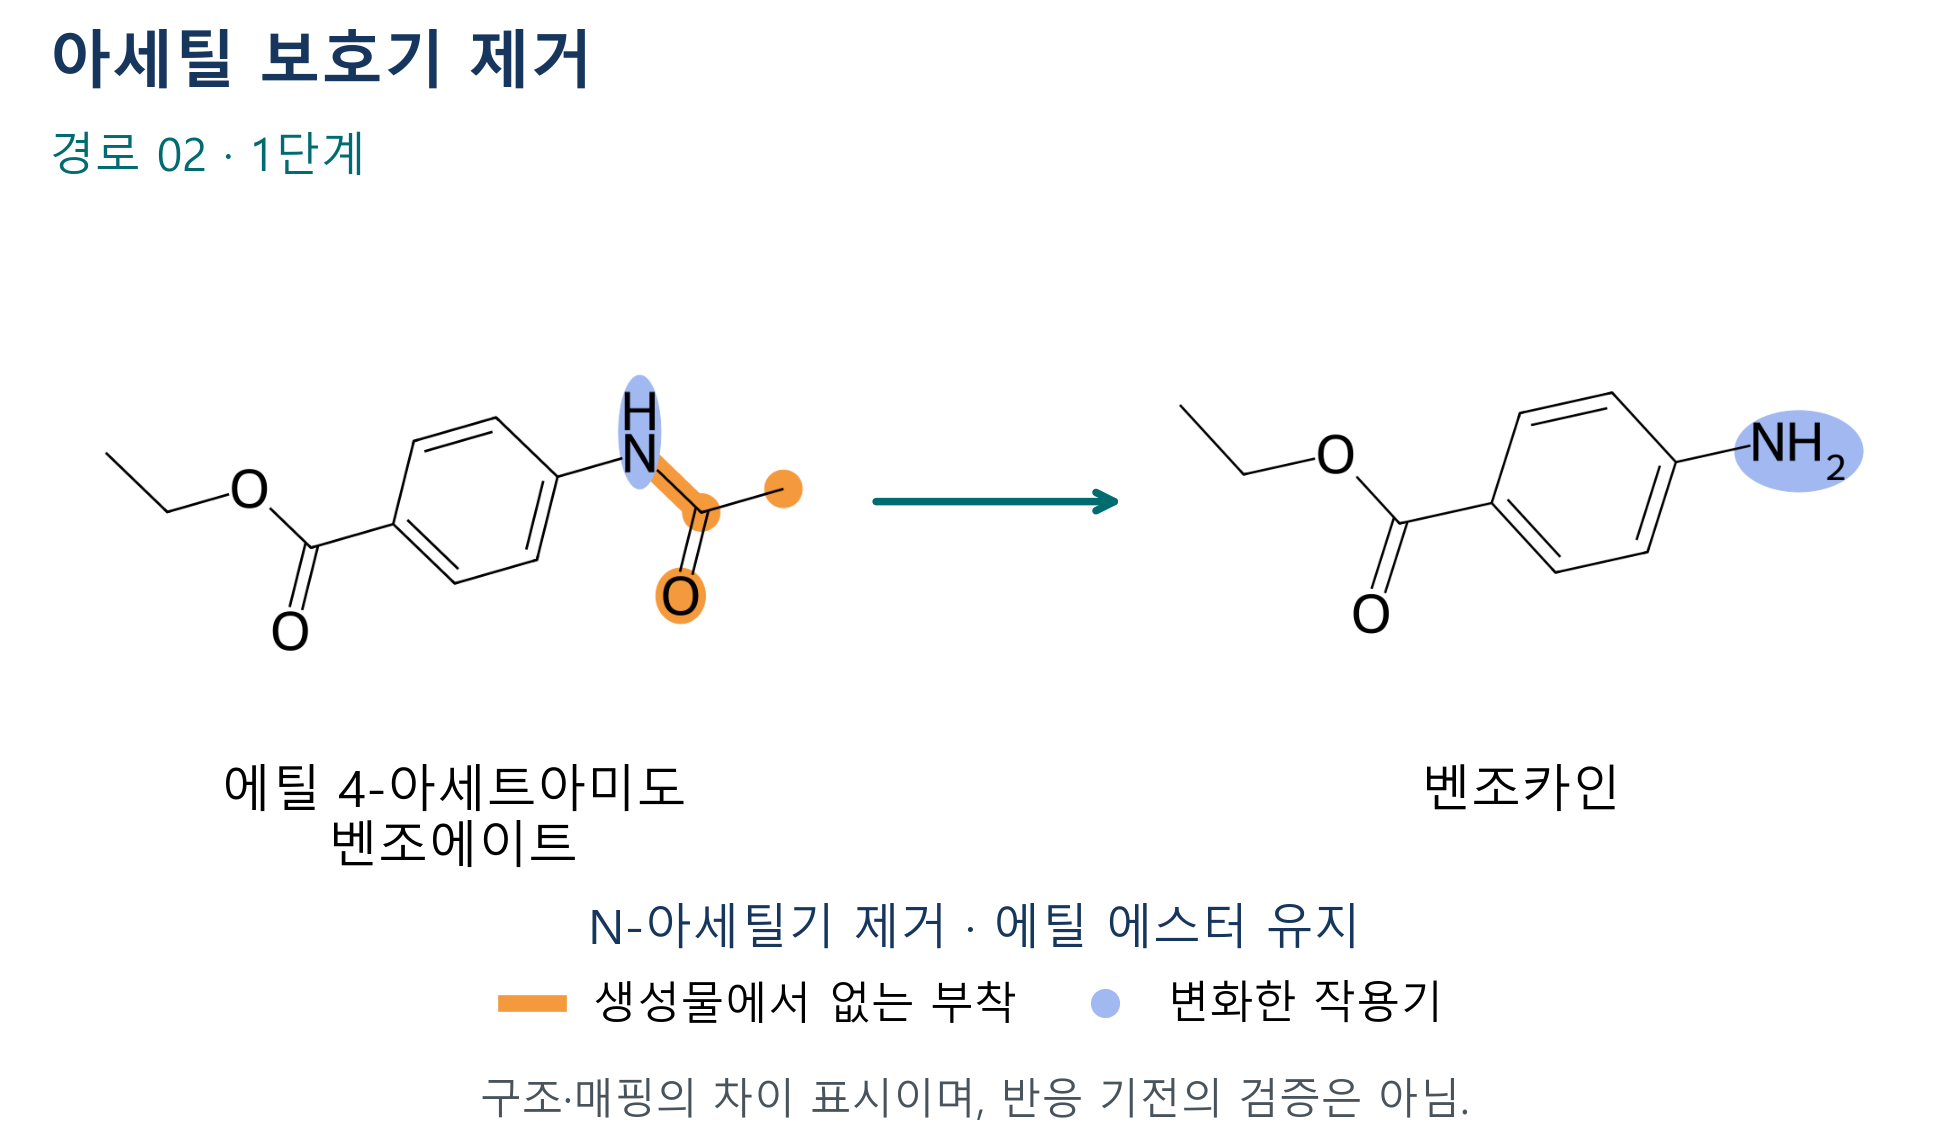 아세틸 보호기 제거
경로 02 · 1단계
H
N
O
O
O
O
NH2
O
에틸 4-아세트아미도
벤조에이트
벤조카인
N-아세틸기 제거 · 에틸 에스터 유지
생성물에서 없는 부착
변화한 작용기
구조·매핑의 차이 표시이며, 반응 기전의 검증은 아님.